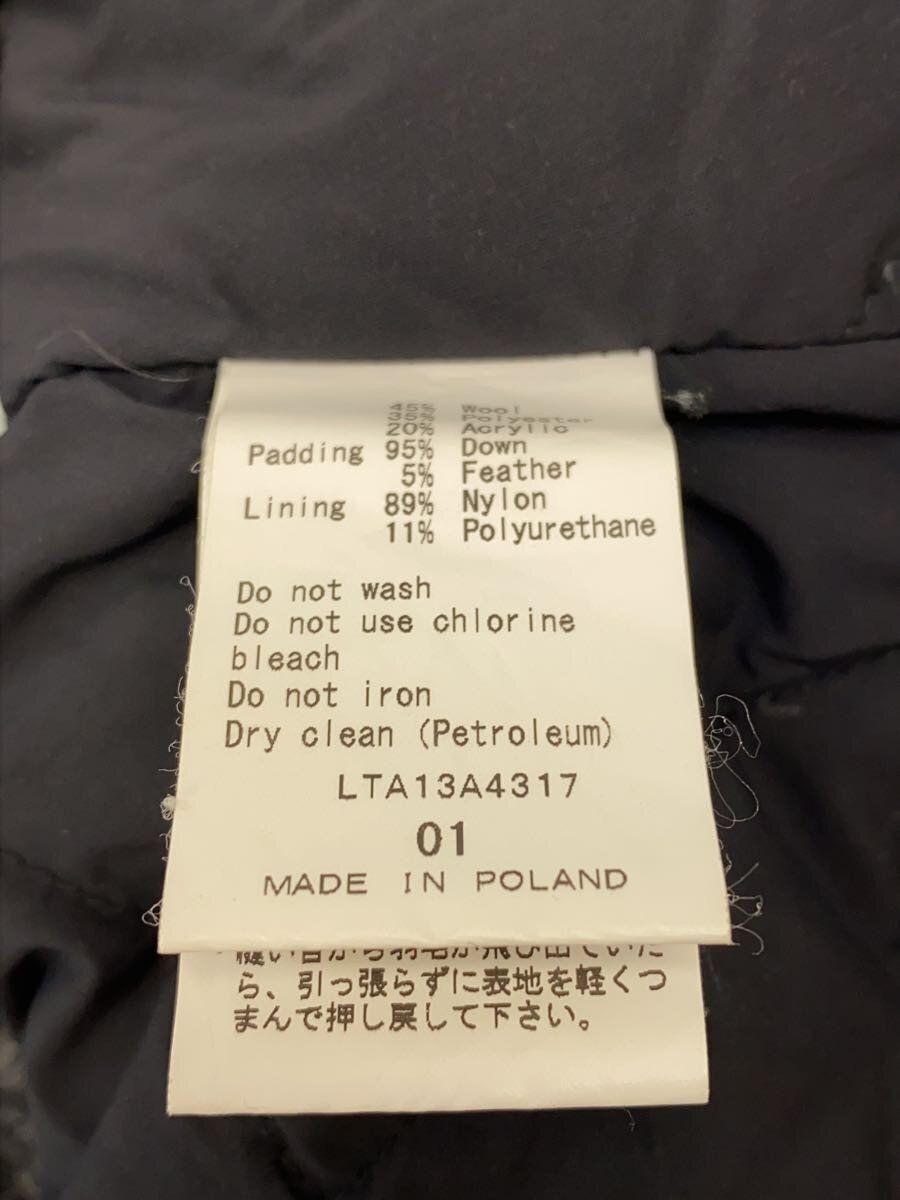 45% Wool
35% Polyester
20% Acrylic
Padding 95% Down
5% Feather
Lining 89% Nylon
11% Polyurethane
Do not wash
Do not use chlorine
bleach
Do not iron
Dry clean (Petroleum)
LTA13A4317
01
MADE IN POLAND
縫い目から羽毛が飛び出ていた
ら、引っ張らずに表地を軽くつ
まんで押し戻して下さい。